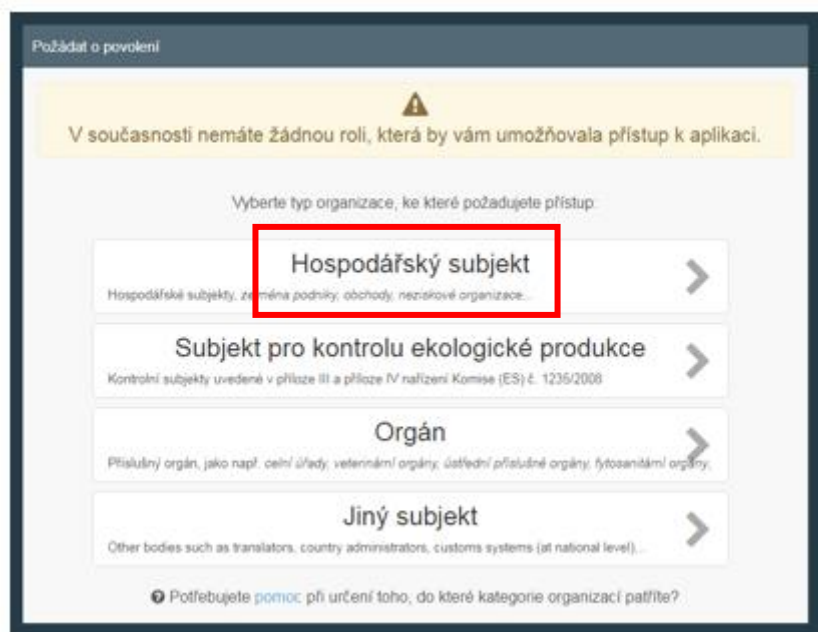 Požádat o povolení
V současnosti nemáte žádnou roli, která by vám umožňovala přístup k aplikaci.
Vyberte typ organizace, ke které požadujete přístup:
Hospodářský subjekt
Hospodářské subjekty, zejména podniky, obchody, neziskové organizace...
Subjekt pro kontrolu ekologické produkce
Kontrolní subjekty uvedené v příloze III a příloze IV nařízení Komise (ES) č. 1235/2008
Orgán
Příslušný orgán, jako např. celní úřady, veterinární orgány, ústřední příslušné orgány, fytosanitární orgány,
Jiný subjekt
Other bodies such as translators, country administrators, customs systems (at national level)...
Potřebujete pomoc při určení toho, do které kategorie organizací patříte?